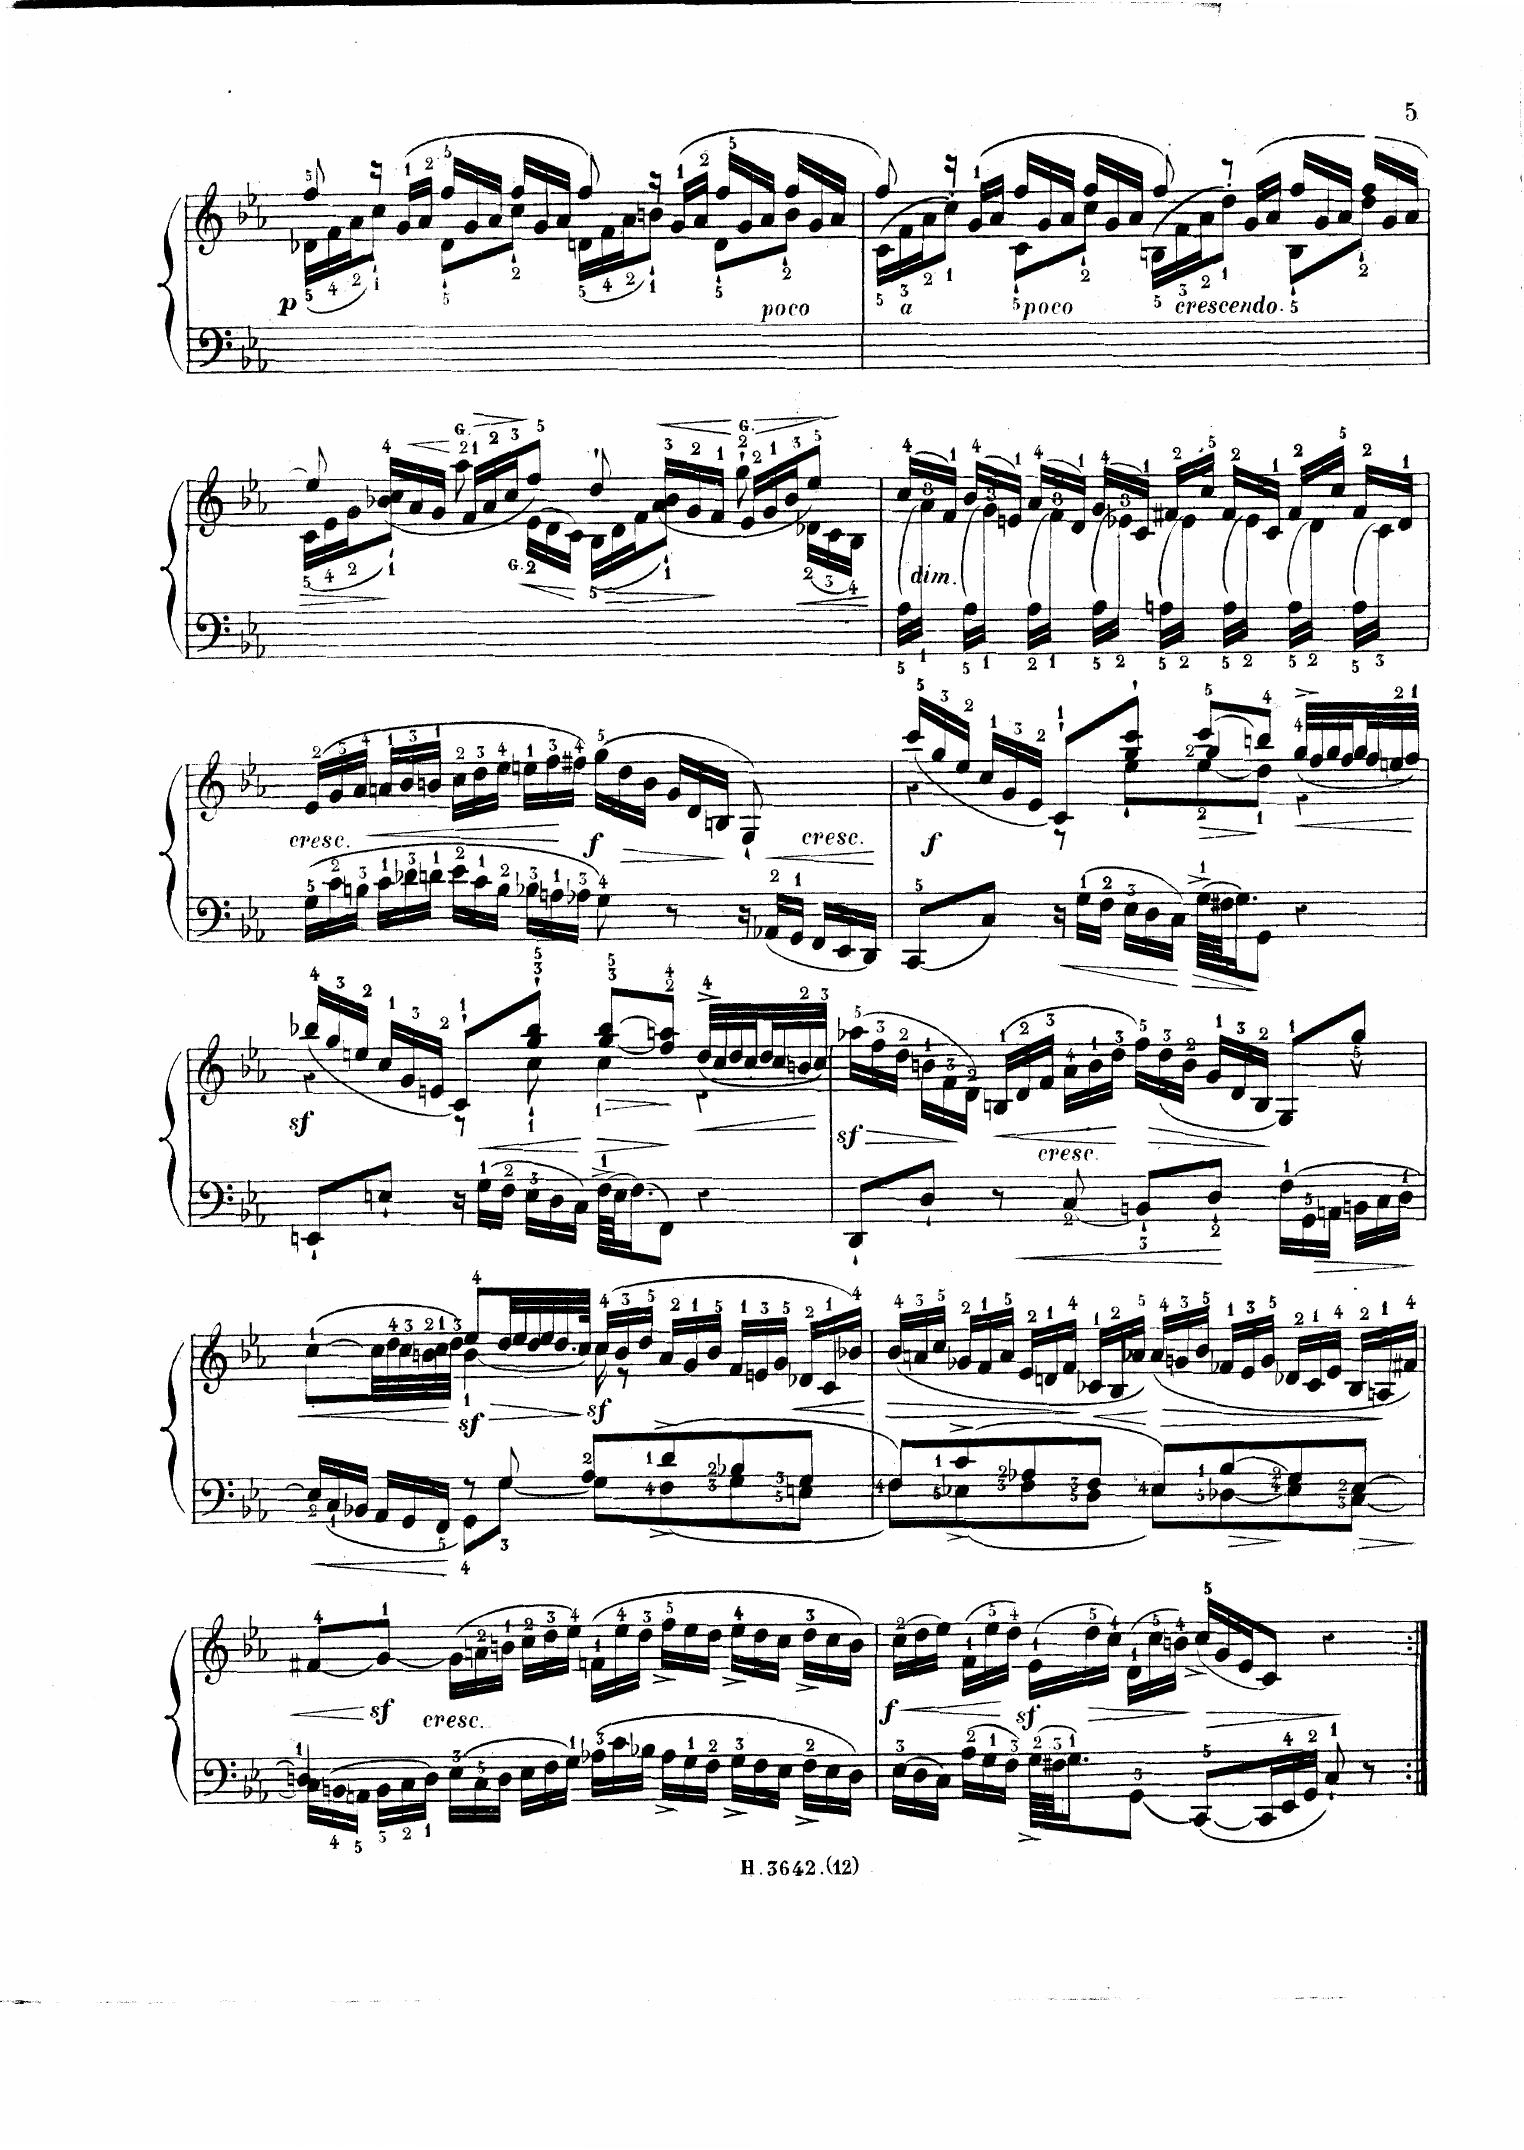 5
p poco a poco crescendo.
G. G.
G.
dim.
cresc. f cresc. f
sf sf cresc.
sf sf
sf cresc. f sf
H. 3642. (12)